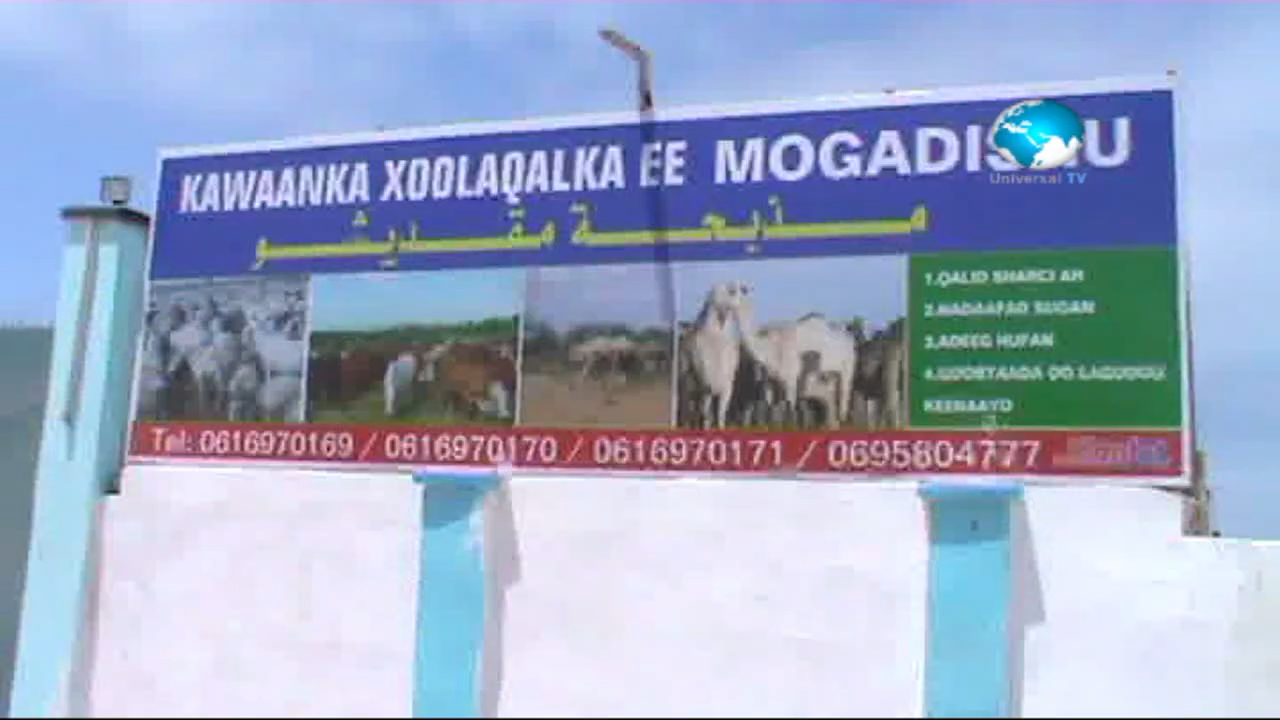 KAWAANKA XOOLAQALKA EE MOGADISHU
مذبحة مقديشو
Universal TV
1.QALID SHARCI AH
2.NADAAFAD SUGAN
3.ADEEG HUFAN
4.UJOOYAADA OO LAGUUGU
KEENAAYO
Tel: 0616970169 / 0616970170 / 0616970171 / 0695804777